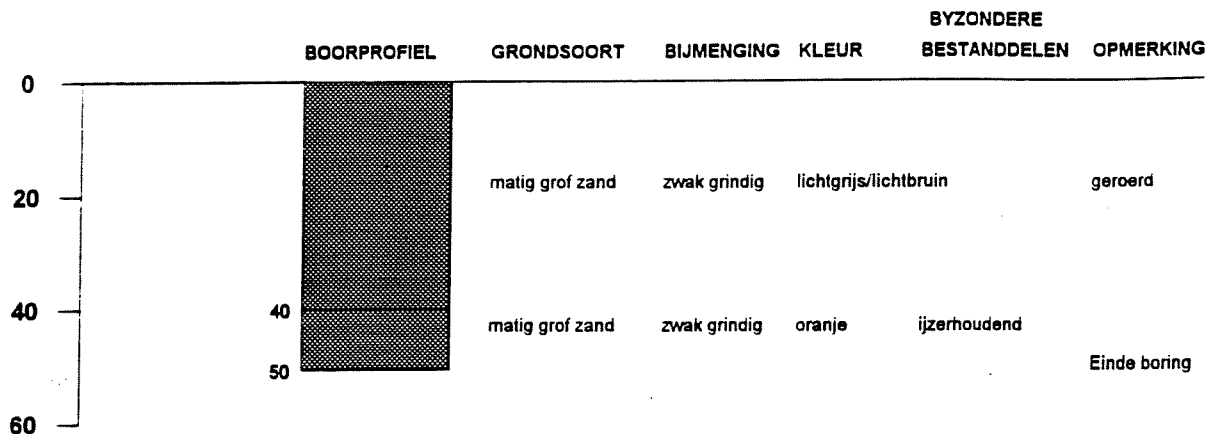 BYZONDERE
BOORPROFIEL GRONDSOORT BIJMENGING KLEUR BESTANDDELEN OPMERKING
0
matig grof zand zwak grindig lichtgrijs/lichtbruin geroerd
20
40 40 matig grof zand zwak grindig oranje ijzerhoudend
50 Einde boring
60